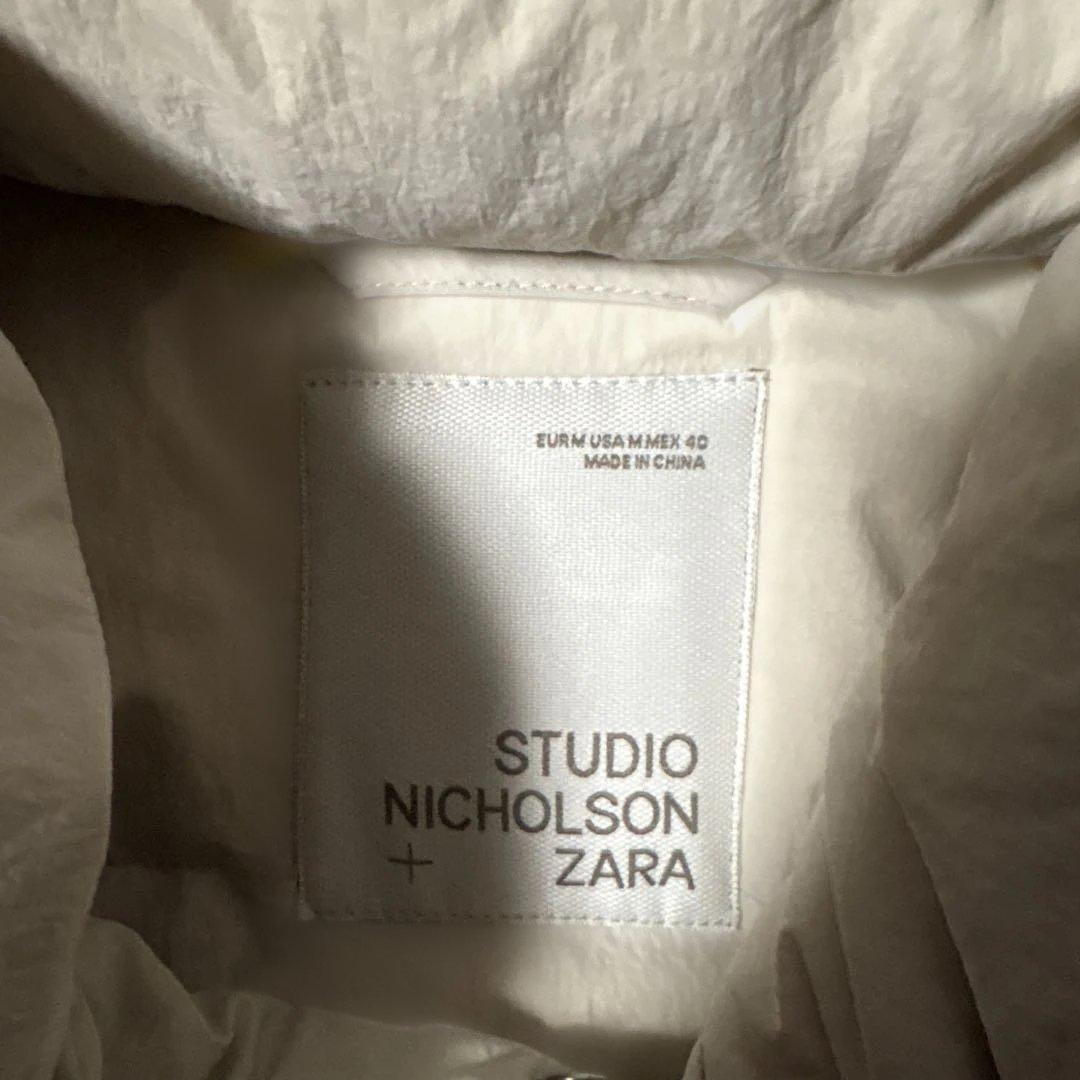 EUR M USA M MEX 40
MADE IN CHINA
STUDIO
NICHOLSON
+ ZARA